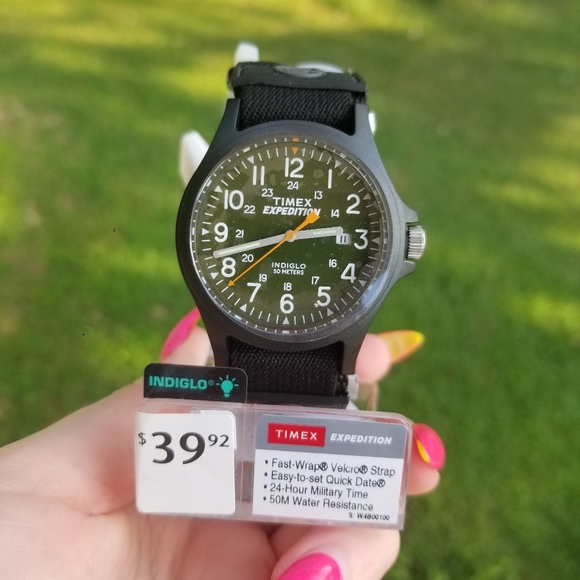 11 12 1
10 23 24 13 2
22 TIMEX 14
EXPEDITION
9 3
21
8 20 INDIGLO 16 4
50 METERS
19 18 17
7 6 5
INDIGLO®
$39.92
TIMEX EXPEDITION
• Fast-Wrap® Velcro® Strap
• Easy-to-set Quick Date®
• 24-Hour Military Time
• 50M Water Resistance